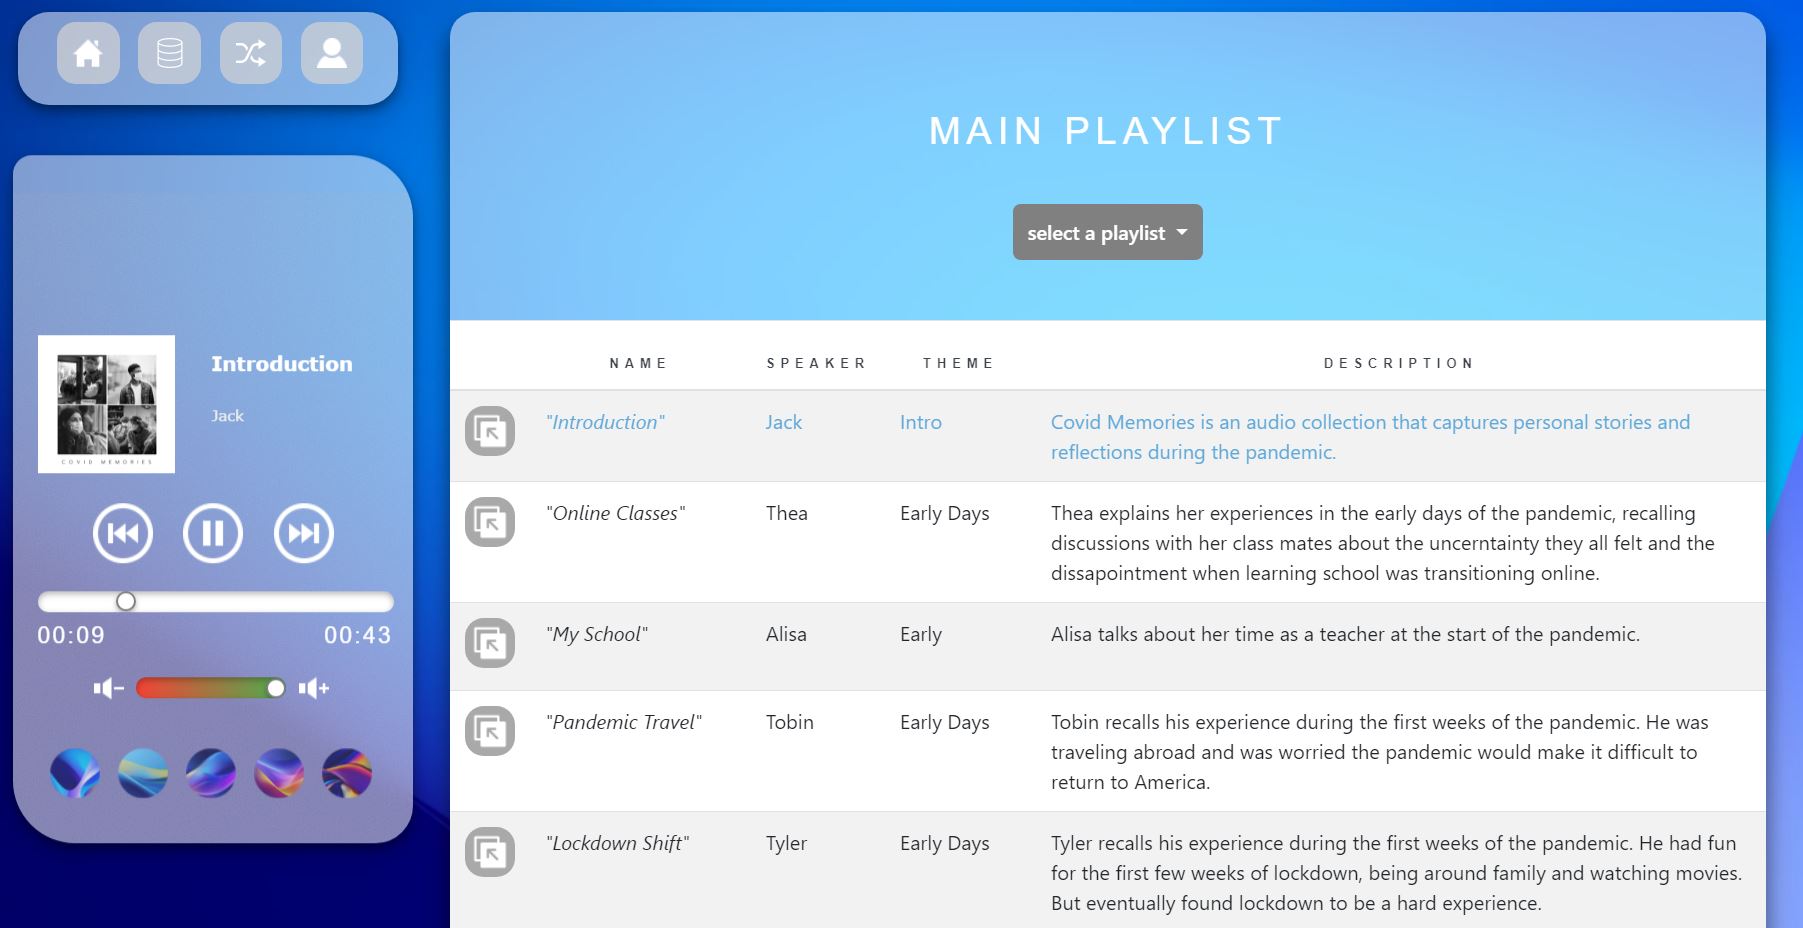 MAIN PLAYLIST
select a playlist
Introduction
Jack
COVID MEMORIES
00:09 00:43
NAME SPEAKER THEME DESCRIPTION
"Introduction" Jack Intro Covid Memories is an audio collection that captures personal stories and
reflections during the pandemic.
"Online Classes" Thea Early Days Thea explains her experiences in the early days of the pandemic, recalling
discussions with her class mates about the uncerntainty they all felt and the
dissapointment when learning school was transitioning online.
"My School" Alisa Early Alisa talks about her time as a teacher at the start of the pandemic.
"Pandemic Travel" Tobin Early Days Tobin recalls his experience during the first weeks of the pandemic. He was
traveling abroad and was worried the pandemic would make it difficult to
return to America.
"Lockdown Shift" Tyler Early Days Tyler recalls his experience during the first weeks of the pandemic. He had fun
for the first few weeks of lockdown, being around family and watching movies.
But eventually found lockdown to be a hard experience.